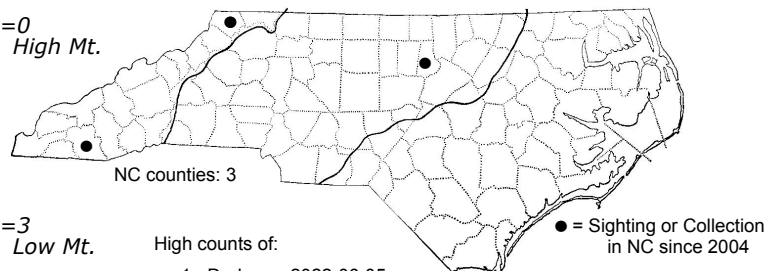 =0
High Mt.
NC counties: 3
=3
Low Mt.
High counts of:
● = Sighting or Collection
in NC since 2004